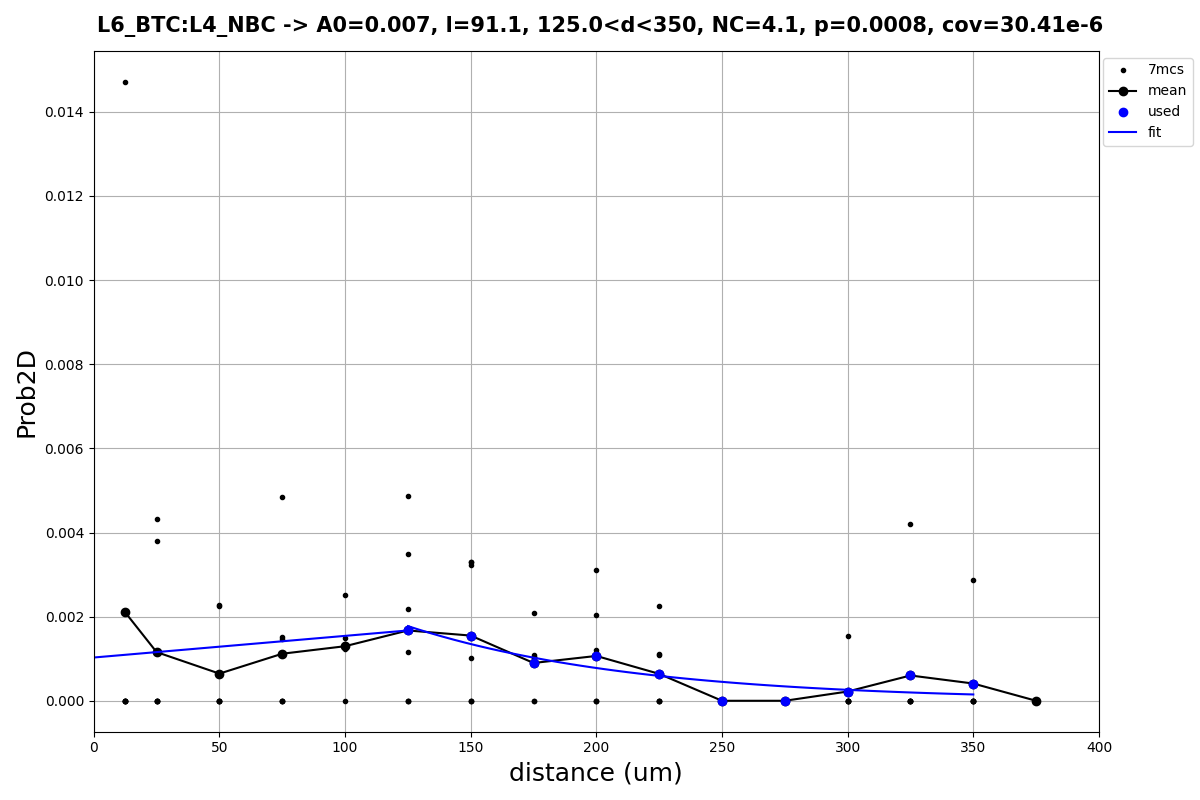 L6_BTC:L4_NBC -> A0=0.007, l=91.1, 125.0<d<350, NC=4.1, p=0.0008, cov=30.41e-6
7mcs
mean
used
fit
0.014
0.012
0.010
0.008
0.006
0.004
0.002
0.000
Prob2D
0 50 100 150 200 250 300 350 400
distance (um)